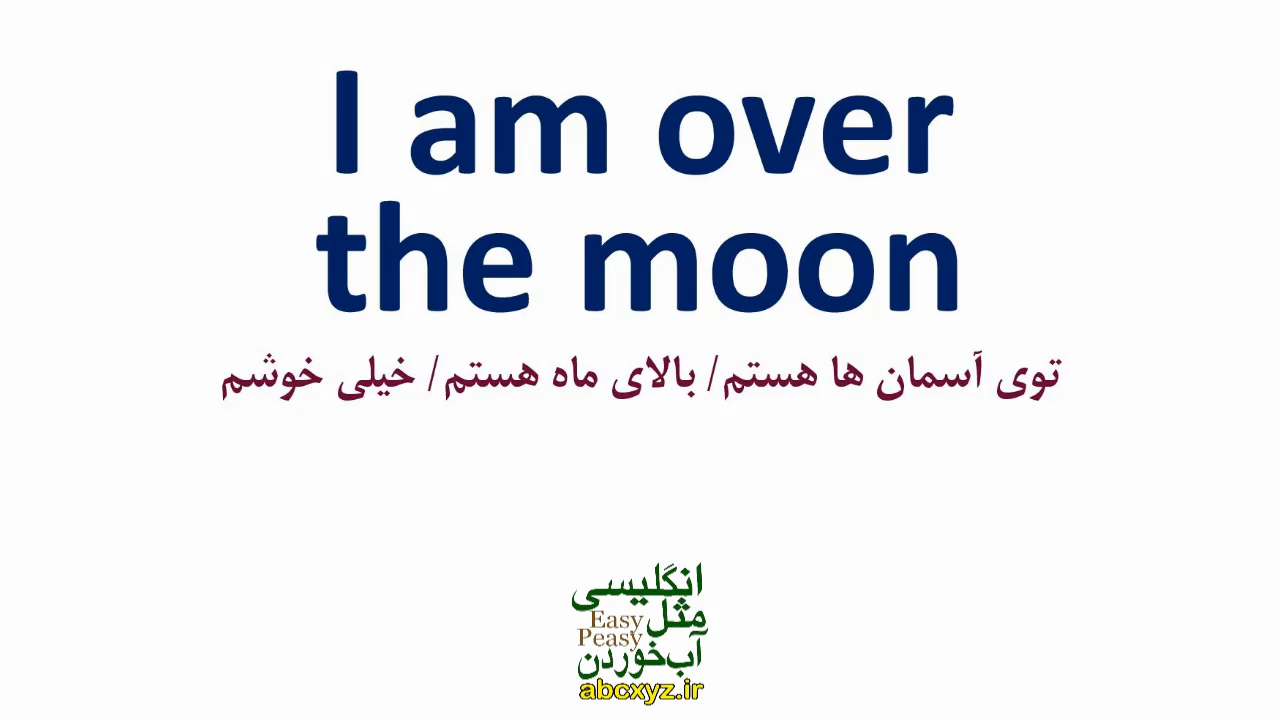 I am over
the moon
توی آسمان ها هستم/ بالای ماه هستم/ خیلی خوشم
انگلیسی
مثل
Easy
Peasy
آب‌خوردن
abcxyz.ir